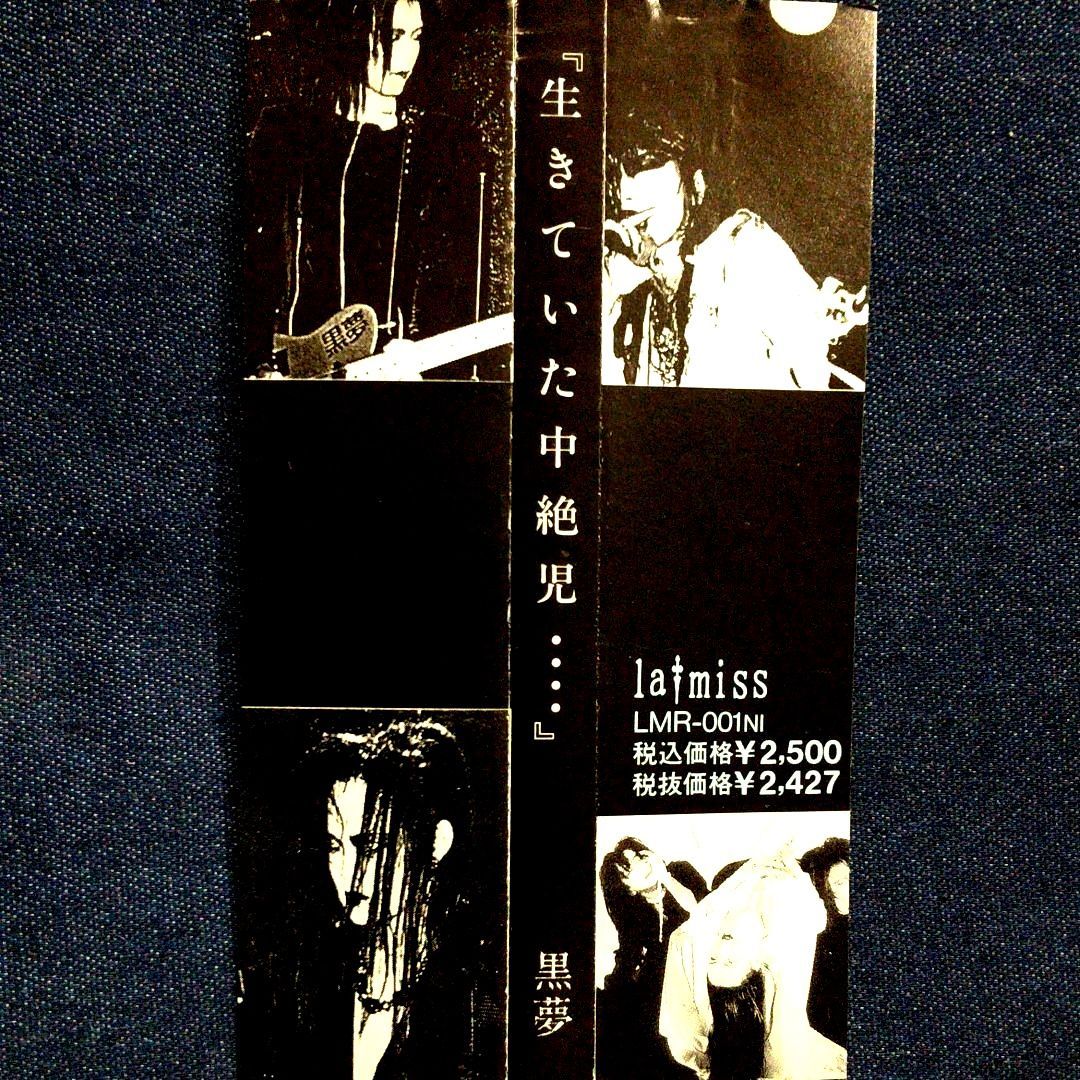 『生きていた中絶児・・・・』
黒夢
黒夢
la†miss
LMR-001NI
税込価格¥2,500
税抜価格¥2,427